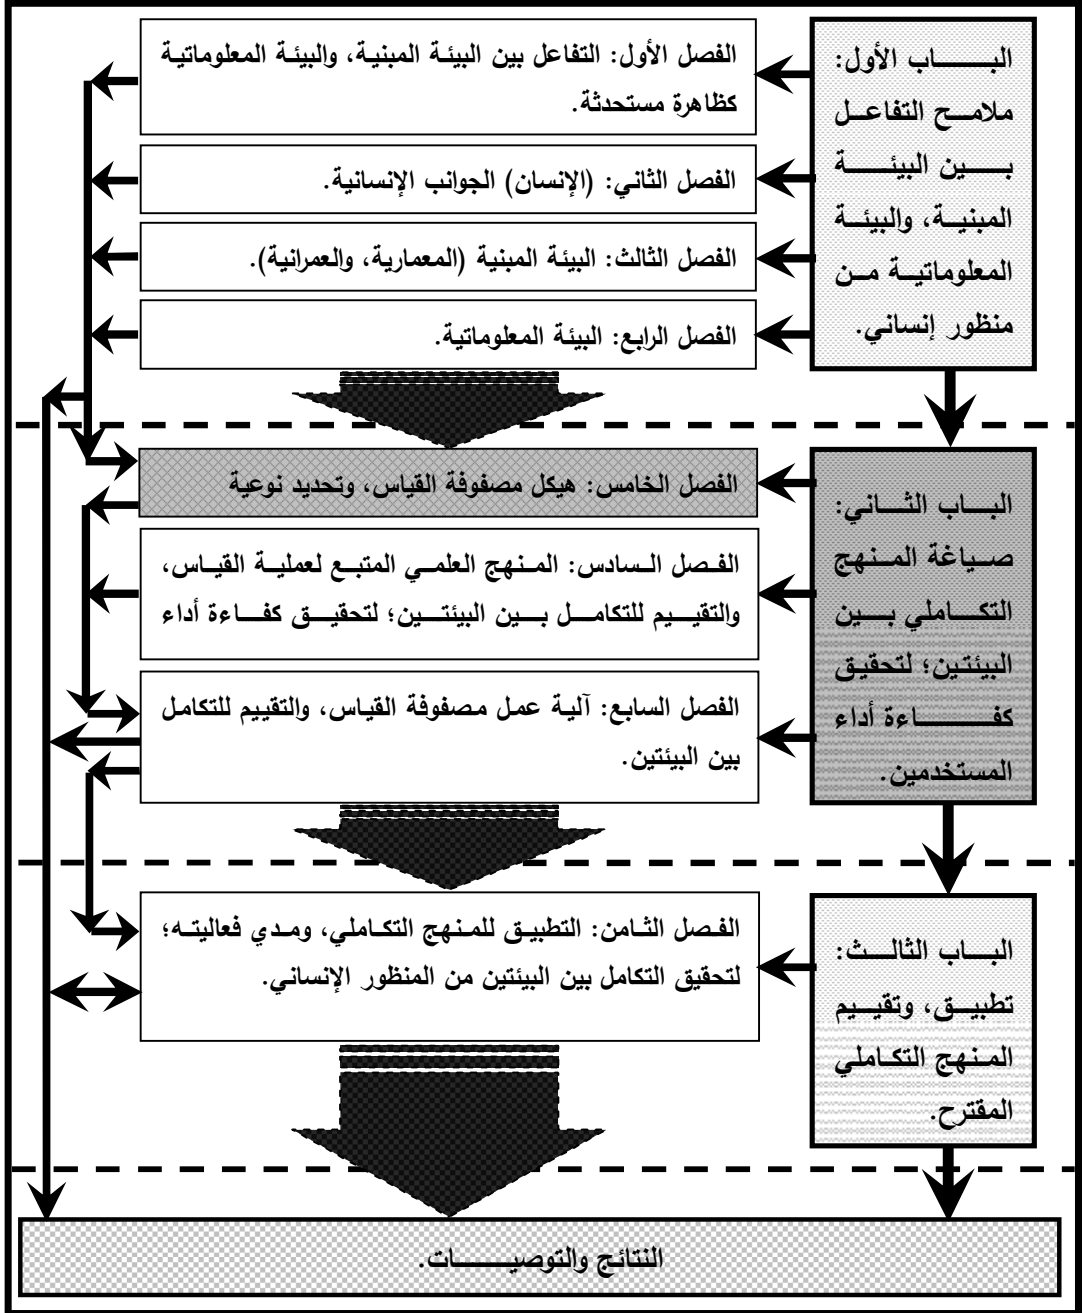 الباب الأول:
ملامح التفاعل
بين البيئة
المبنية، والبيئة
المعلوماتية من
منظور إنساني.
الفصل الأول: التفاعل بين البيئة المبنية، والبيئة المعلوماتية
كظاهرة مستحدثة.
الفصل الثاني: (الإنسان) الجوانب الإنسانية.
الفصل الثالث: البيئة المبنية (المعمارية، والعمرانية).
الفصل الرابع: البيئة المعلوماتية.
الباب الثاني:
صياغة المنهج
التكاملي بين
البيئتين؛ لتحقيق
كفاءة أداء
المستخدمين.
الفصل الخامس: هيكل مصفوفة القياس، وتحديد نوعية
الفصل السادس: المنهج العلمي المتبع لعملية القياس،
والتقييم للتكامل بين البيئتين؛ لتحقيق كفاءة أداء
الفصل السابع: آلية عمل مصفوفة القياس، والتقييم للتكامل
بين البيئتين.
الباب الثالث:
تطبيق، وتقييم
المنهج التكاملي
المقترح.
الفصل الثامن: التطبيق للمنهج التكاملي، ومدي فعاليته؛
لتحقيق التكامل بين البيئتين من المنظور الإنساني.
النتائج والتوصيات.